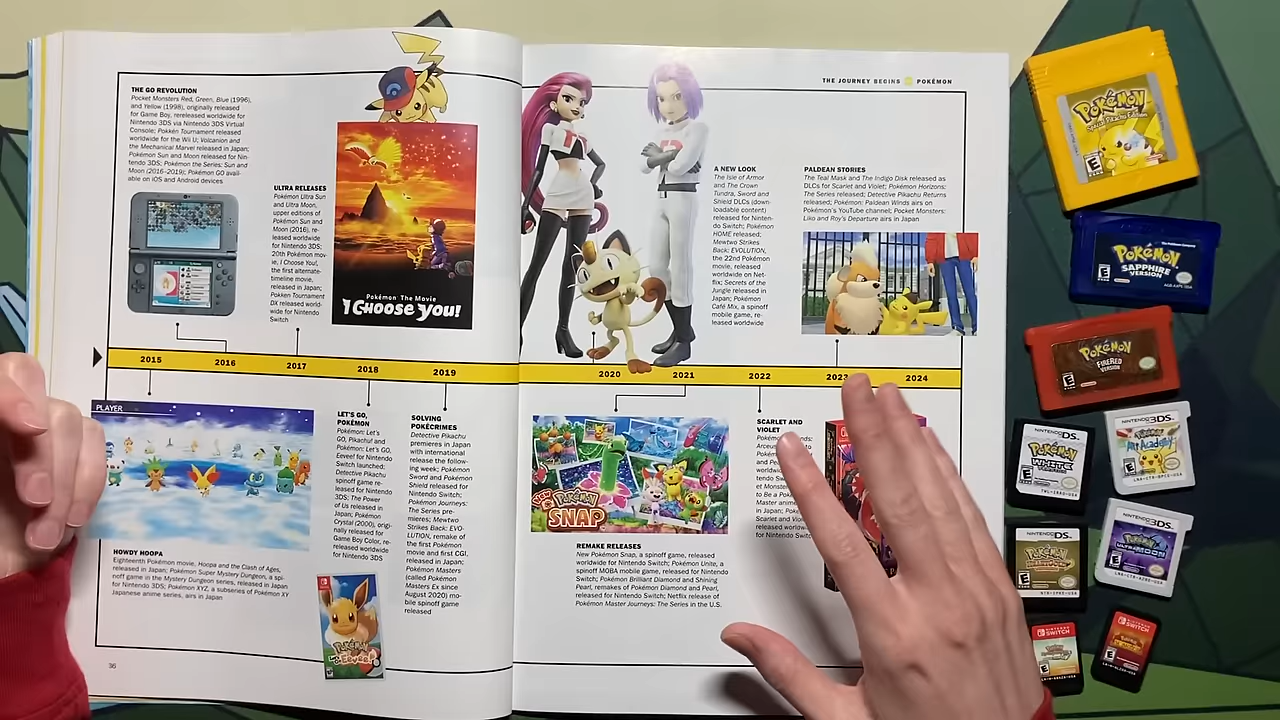 THE JOURNEY BEGINS POKÉMON
THE GO REVOLUTION
Pocket Monsters Red, Green, Blue (1996),
and Yellow (1998), originally released
for Game Boy, rereleased worldwide for
Nintendo 3DS via Nintendo 3DS Virtual
Console; Pokkén Tournament released
worldwide for the Wii U; Volcanion and
the Mechanical Marvel released in Japan;
Pokémon Sun and Moon released for Nin-
tendo 3DS; Pokémon the Series: Sun and
Moon (2016–2019); Pokémon GO avail-
able on iOS and Android devices
ULTRA RELEASES
Pokémon Ultra Sun
and Ultra Moon,
upper editions of
Pokémon Sun and
Moon (2016), re-
leased worldwide
for Nintendo 3DS;
20th Pokémon mov-
ie, I Choose You!,
the first alternate-
timeline movie,
released in Japan;
Pokkén Tournament
DX released world-
wide for Nintendo
Switch
Pokémon The Movie
I Choose You!
A NEW LOOK
The Isle of Armor
and The Crown
Tundra, Sword and
Shield DLCs (down-
loadable content)
released for Ninten-
do Switch; Pokémon
HOME released;
Mewtwo Strikes
Back: EVOLUTION,
the 22nd Pokémon
movie, released
worldwide on Net-
flix; Secrets of the
Jungle released in
Japan; Pokémon
Café Mix, a spinoff
mobile game, re-
leased worldwide
PALDEAN STORIES
The Teal Mask and The Indigo Disk released as
DLCs for Scarlet and Violet; Pokémon Horizons:
The Series released; Detective Pikachu Returns
released; Pokémon: Paldean Winds airs on
Pokémon's YouTube channel; Pocket Monsters:
Liko and Roy's Departure airs in Japan
2015 2016 2017 2018 2019 2020 2021 2022 2023 2024
PLAYER
HOWDY HOOPA
Eighteenth Pokémon movie, Hoopa and the Clash of Ages,
released in Japan; Pokémon Super Mystery Dungeon, a spi-
noff game in the Mystery Dungeon series, released in Japan
for Nintendo 3DS; Pokémon XYZ, a subseries of Pokémon XY
Japanese anime series, airs in Japan
LET'S GO,
POKÉMON
Pokémon: Let's
GO, Pikachu! and
Pokémon: Let's GO,
Eevee! for Nintendo
Switch launched;
Detective Pikachu
spinoff game re-
leased for Nintendo
3DS; The Power
of Us released in
Japan; Pokémon
Crystal (2000), origi-
nally released for
Game Boy Color, re-
released worldwide
for Nintendo 3DS
SOLVING
POKÉCRIMES
Detective Pikachu
premieres in Japan
with international
release the follow-
ing week; Pokémon
Sword and Pokémon
Shield released for
Nintendo Switch;
Pokémon Journeys:
The Series pre-
mieres; Mewtwo
Strikes Back: EVO-
LUTION, remake of
the first Pokémon
movie and first CGI,
released in Japan;
Pokémon Masters
(called Pokémon
Masters Ex since
August 2020) mo-
bile spinoff game
released
New Pokémon
SNAP
REMAKE RELEASES
New Pokémon Snap, a spinoff game, released
worldwide for Nintendo Switch; Pokémon Unite, a
spinoff MOBA mobile game, released for Nintendo
Switch; Pokémon Brilliant Diamond and Shining
Pearl, remakes of Pokémon Diamond and Pearl,
released for Nintendo Switch; Netflix release of
Pokémon Master Journeys: The Series in the U.S.
SCARLET AND
VIOLET
36
Pokémon
Special Pikachu Edition
Pokémon
SAPPHIRE
VERSION
Pokémon
FIRERED
VERSION
NINTENDO DS
Pokémon
WHITE
NINTENDO 3DS
Pokémon
Art Academy
NINTENDO DS
Pokémon
NINTENDO 3DS
Pokémon
ULTRA MOON
NINTENDO SWITCH
NINTENDO SWITCH